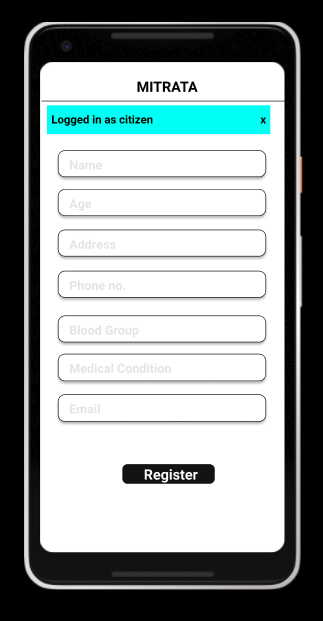 MITRATA
Logged in as citizen x
Name
Age
Address
Phone no.
Blood Group
Medical Condition
Email
Register